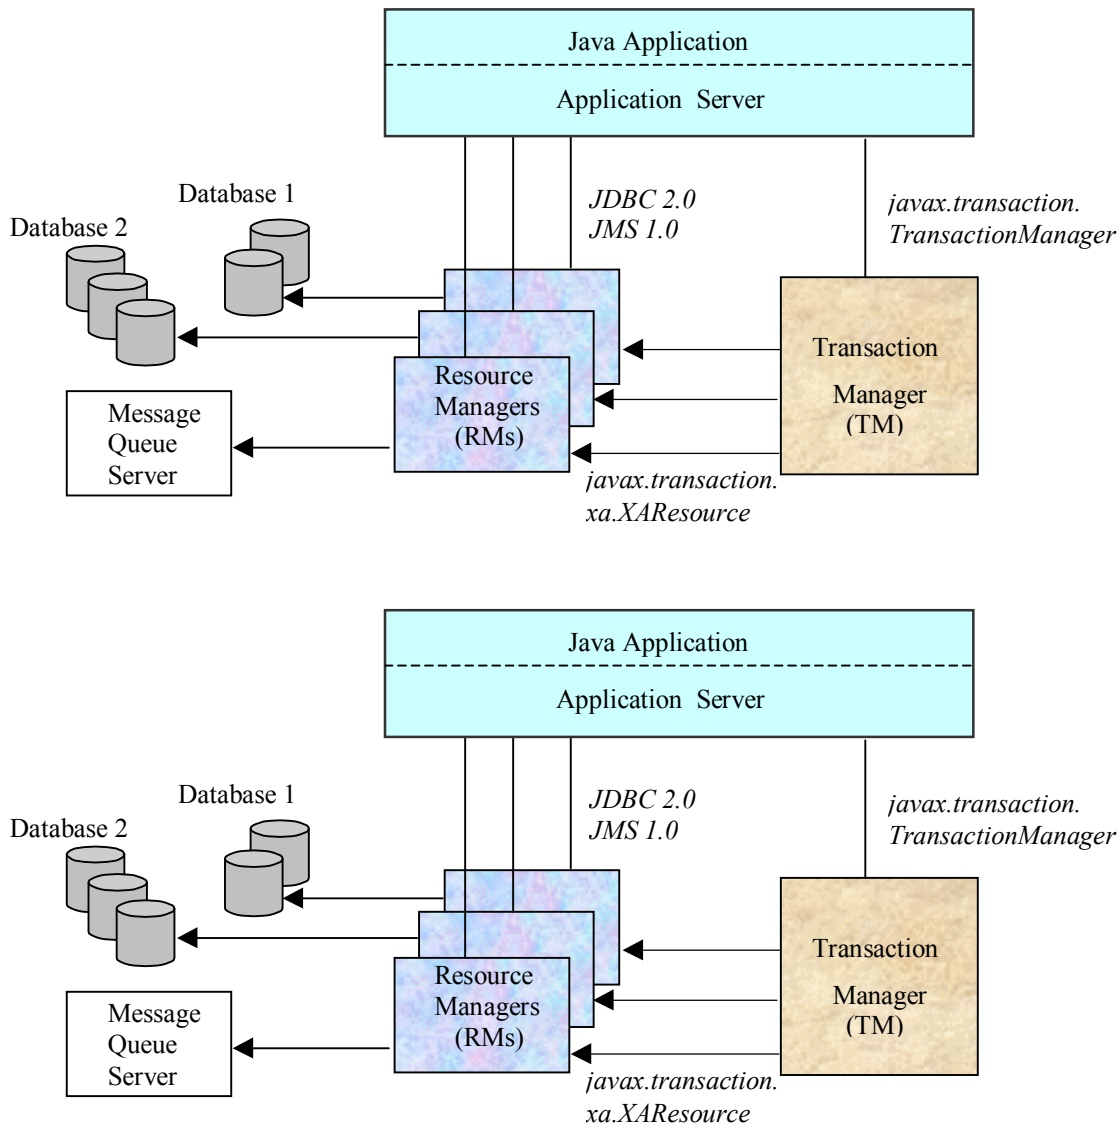 Java Application
Application Server
Database 1
Database 2
JDBC 2.0
JMS 1.0
javax.transaction.
TransactionManager
Resource
Managers
(RMs)
Transaction
Manager
(TM)
Message
Queue
Server
javax.transaction.
xa.XAResource
Java Application
Application Server
Database 1
Database 2
JDBC 2.0
JMS 1.0
javax.transaction.
TransactionManager
Resource
Managers
(RMs)
Transaction
Manager
(TM)
Message
Queue
Server
javax.transaction.
xa.XAResource